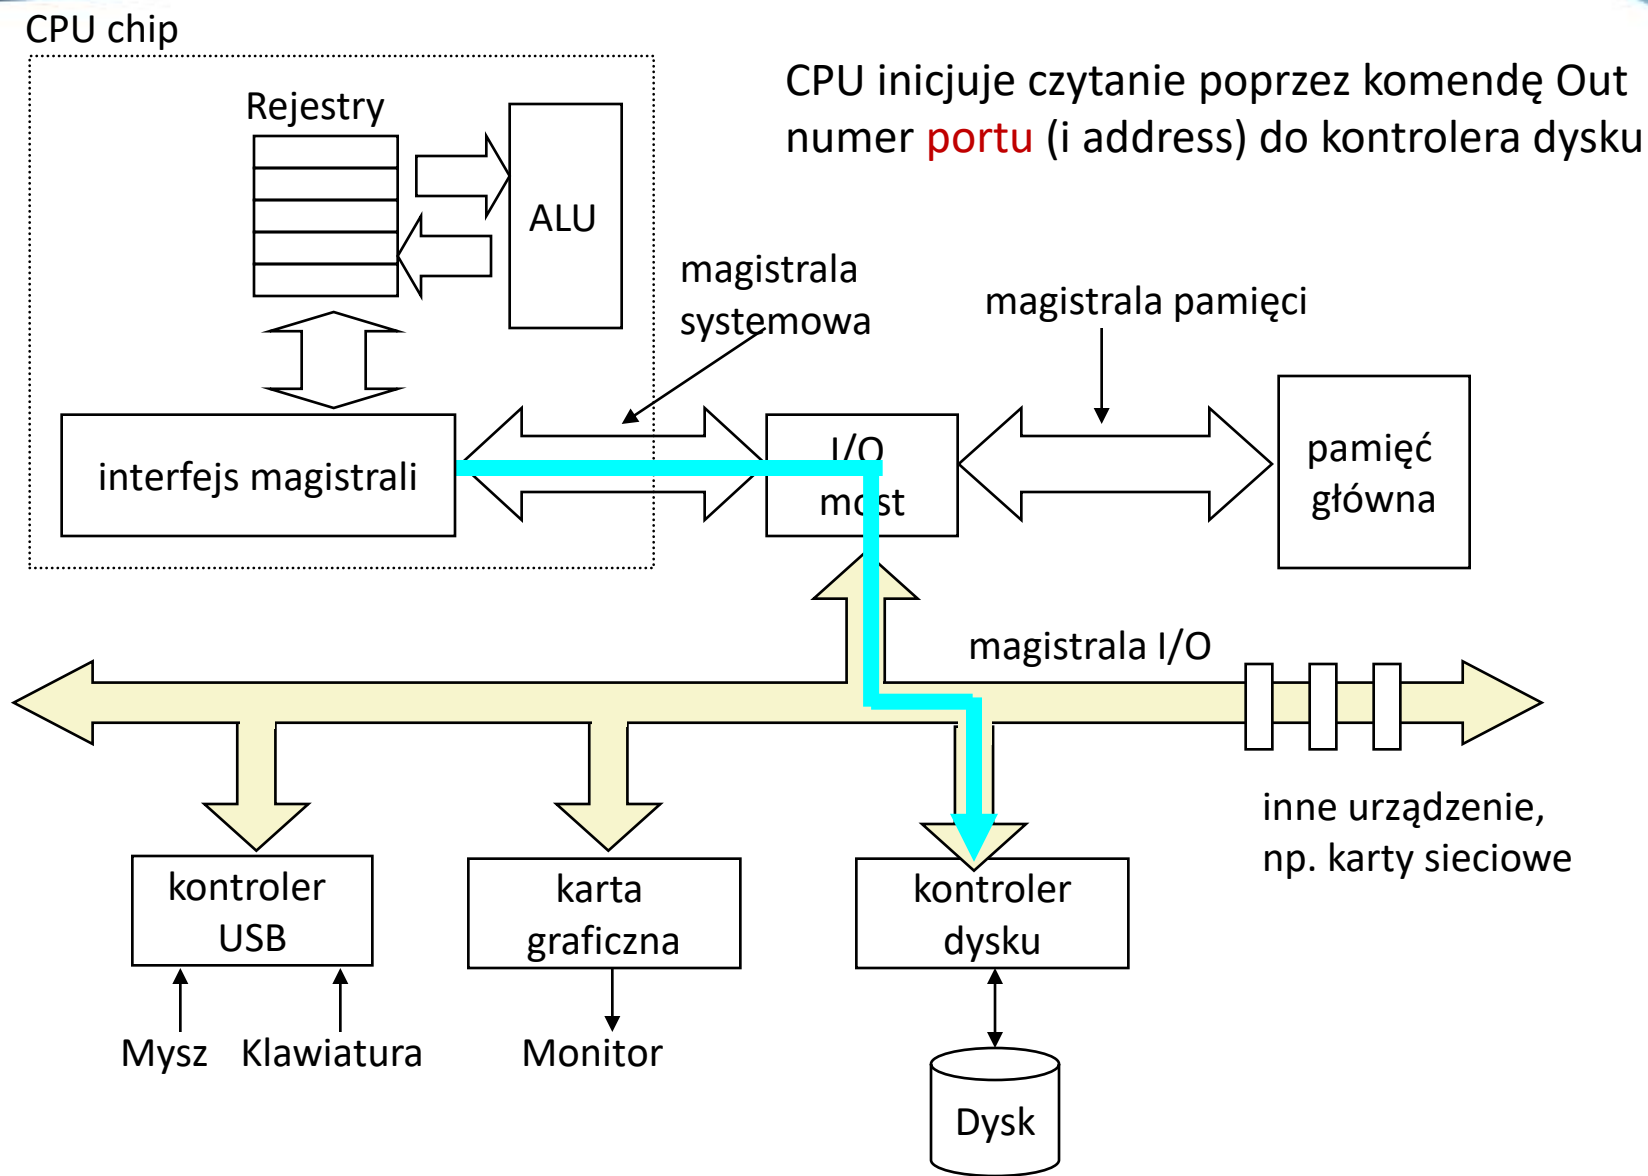 CPU chip
CPU inicjuje czytanie poprzez komendę Out
numer portu (i address) do kontrolera dysku
Rejestry
ALU
magistrala
systemowa
magistrala pamięci
interfejs magistrali
I/O
most
pamięć
główna
magistrala I/O
inne urządzenie,
np. karty sieciowe
kontroler
USB
karta
graficzna
kontroler
dysku
Mysz
Klawiatura
Monitor
Dysk